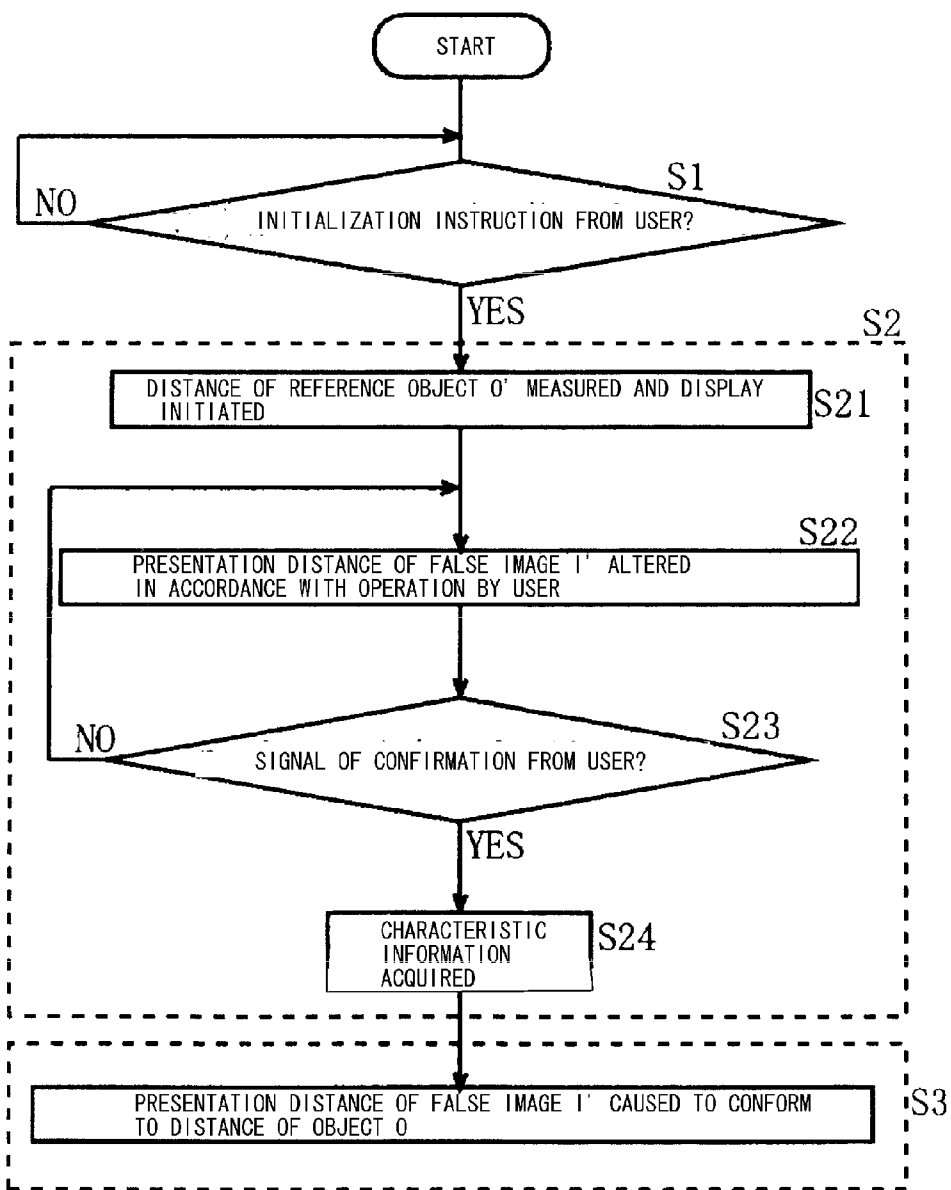 START
S1
NO
INITIALIZATION INSTRUCTION FROM USER?
YES
S2
DISTANCE OF REFERENCE OBJECT O' MEASURED AND DISPLAY
INITIATED
S21
S22
PRESENTATION DISTANCE OF FALSE IMAGE I' ALTERED
IN ACCORDANCE WITH OPERATION BY USER
S23
NO
SIGNAL OF CONFIRMATION FROM USER?
YES
CHARACTERISTIC
INFORMATION
ACQUIRED
S24
PRESENTATION DISTANCE OF FALSE IMAGE I' CAUSED TO CONFORM
TO DISTANCE OF OBJECT O
S3